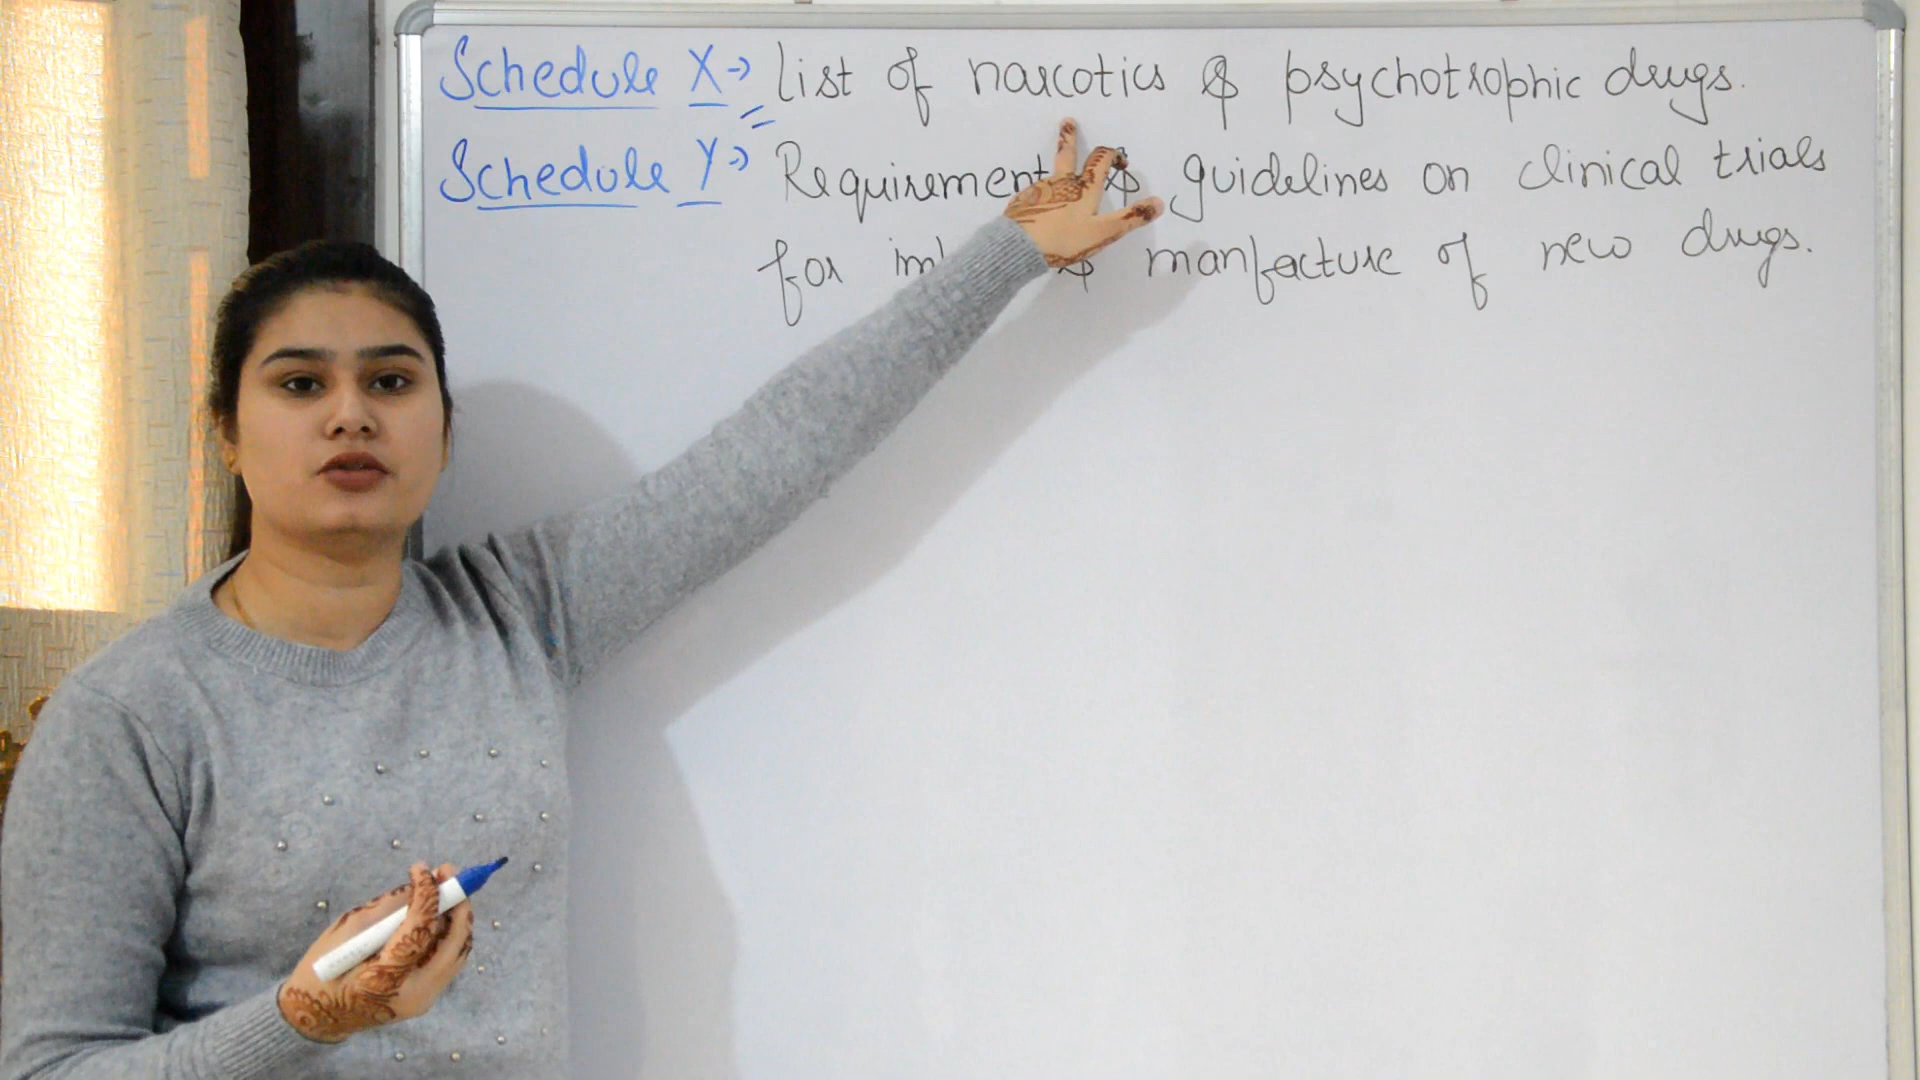 Schedule X → List of narcotics & psychotrophic drugs.
Schedule Y → Requirement & guidelines on clinical trials
for & manfacture of new drugs.